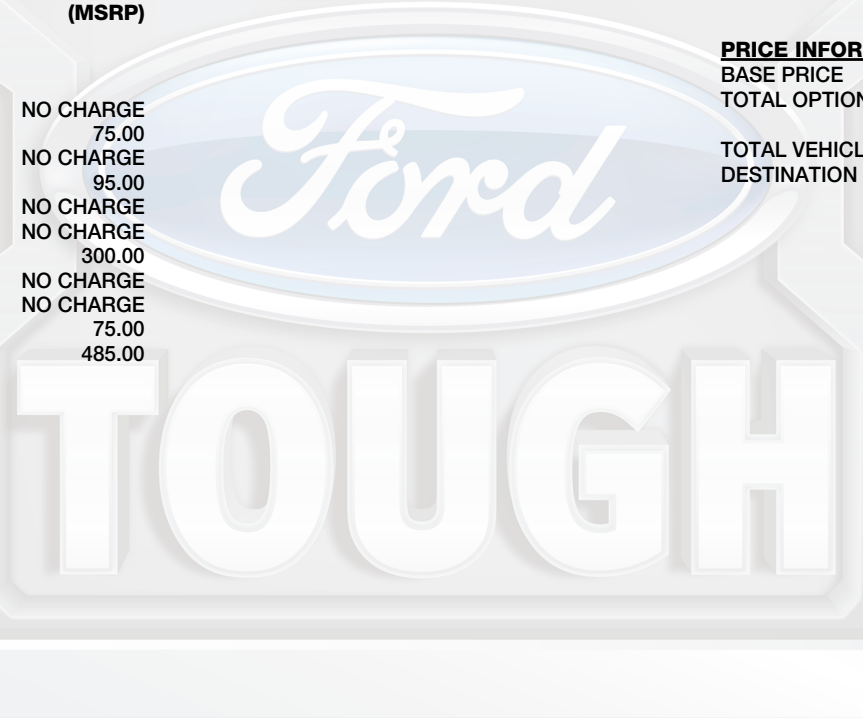 (MSRP)
NO CHARGE
75.00
NO CHARGE
95.00
NO CHARGE
NO CHARGE
300.00
NO CHARGE
NO CHARGE
75.00
485.00
PRICE INFOR
BASE PRICE
TOTAL OPTION
TOTAL VEHICL
DESTINATION
Ford
TOUGH